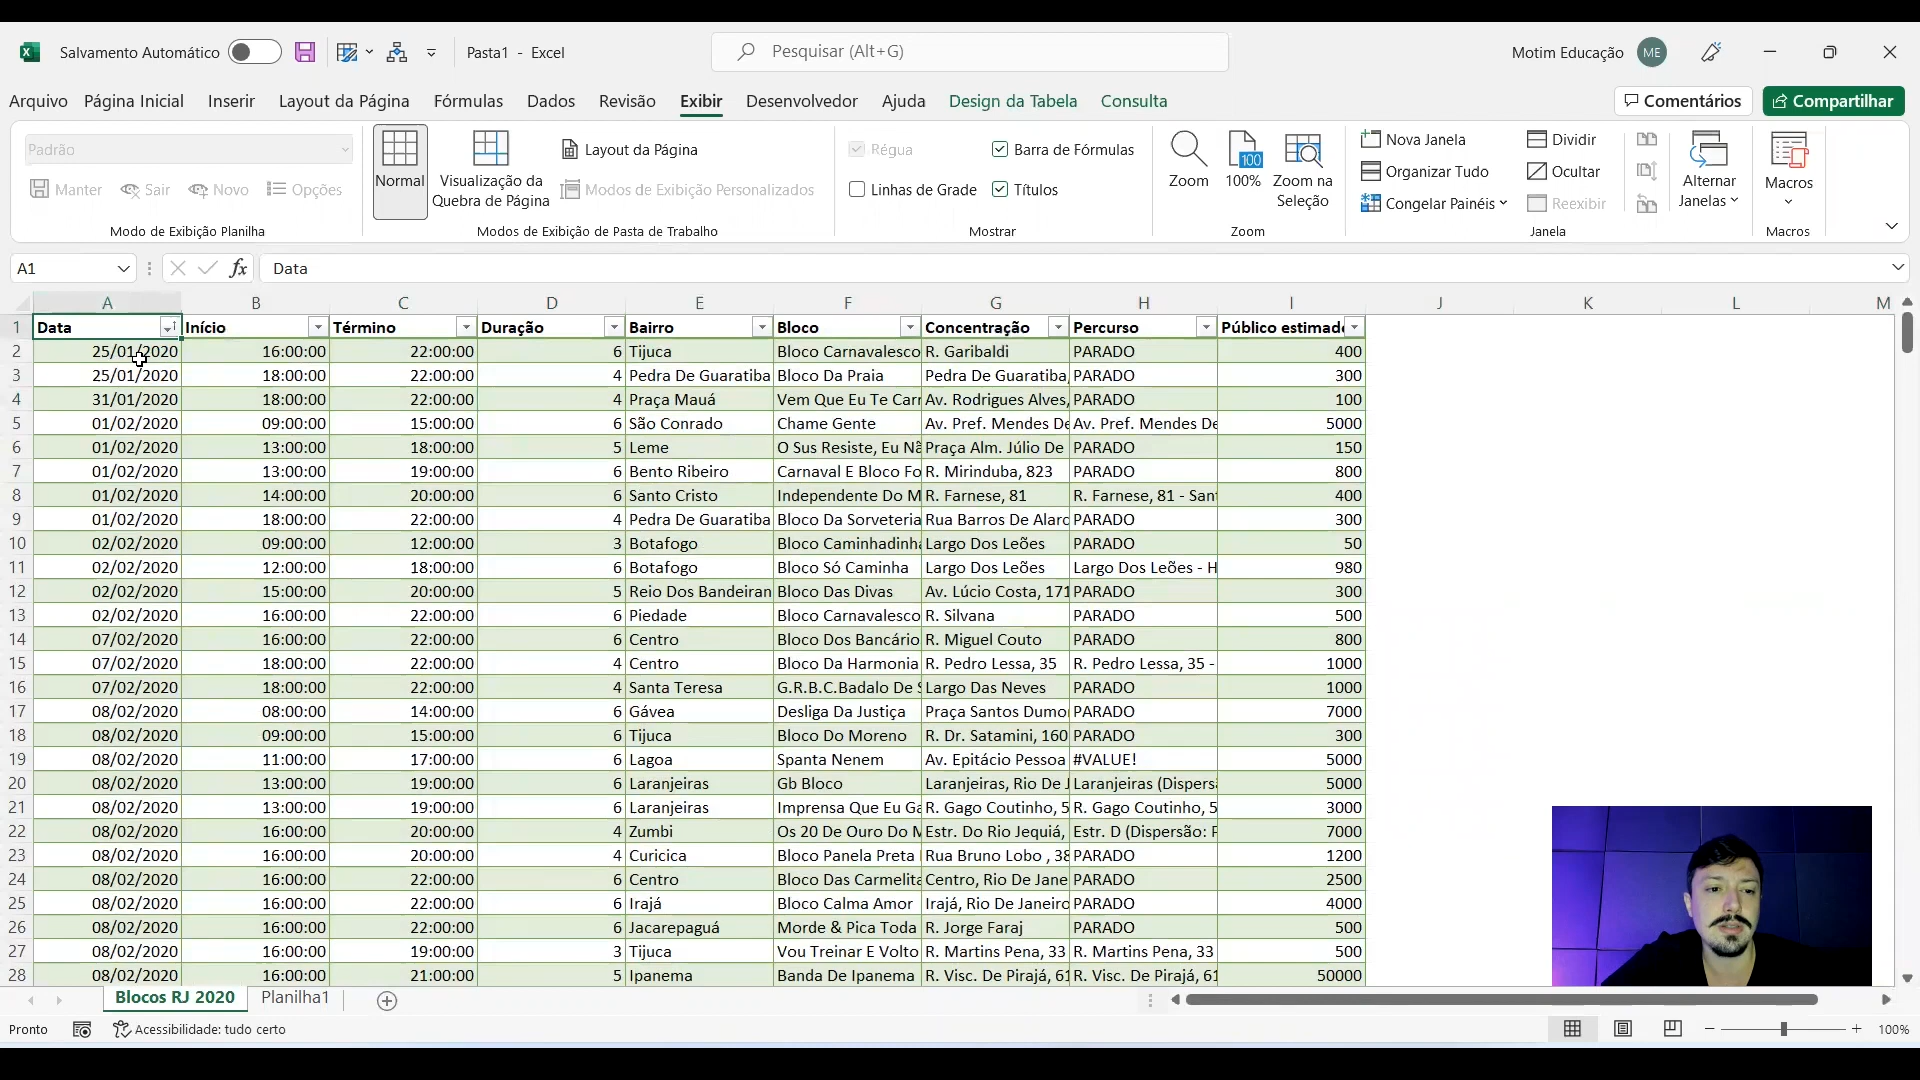 Salvamento Automático
Pasta1 - Excel
Pesquisar (Alt+G)
Motim Educação ME
Arquivo Página Inicial Inserir Layout da Página Fórmulas Dados Revisão Exibir Desenvolvedor Ajuda Design da Tabela Consulta
Comentários
Compartilhar
Padrão
Manter Sair Novo Opções
Modo de Exibição Planilha
Normal
Visualização da Quebra de Página
Layout da Página
Modos de Exibição Personalizados
Modos de Exibição de Pasta de Trabalho
Régua
Barra de Fórmulas
Linhas de Grade
Títulos
Mostrar
Zoom
100
100%
Zoom na Seleção
Zoom
Nova Janela
Organizar Tudo
Congelar Painéis
Dividir
Ocultar
Reexibir
Alternar Janelas
Janela
Macros
Macros
A1 fx Data
A B C D E F G H I J K L M
1 Data Início Término Duração Bairro Bloco Concentração Percurso Público estimad
2 25/01/2020 16:00:00 22:00:00 6 Tijuca Bloco Carnavalesco R. Garibaldi PARADO 400
3 25/01/2020 18:00:00 22:00:00 4 Pedra De Guaratiba Bloco Da Praia Pedra De Guaratiba, PARADO 300
4 31/01/2020 18:00:00 22:00:00 4 Praça Mauá Vem Que Eu Te Carr Av. Rodrigues Alves, PARADO 100
5 01/02/2020 09:00:00 15:00:00 6 São Conrado Chame Gente Av. Pref. Mendes De Av. Pref. Mendes De 5000
6 01/02/2020 13:00:00 18:00:00 5 Leme O Sus Resiste, Eu Nã Praça Alm. Júlio De PARADO 150
7 01/02/2020 13:00:00 19:00:00 6 Bento Ribeiro Carnaval E Bloco Fo R. Mirinduba, 823 PARADO 800
8 01/02/2020 14:00:00 20:00:00 6 Santo Cristo Independente Do M R. Farnese, 81 R. Farnese, 81 - San 400
9 01/02/2020 18:00:00 22:00:00 4 Pedra De Guaratiba Bloco Da Sorveteria Rua Barros De Alarc PARADO 300
10 02/02/2020 09:00:00 12:00:00 3 Botafogo Bloco Caminhadinha Largo Dos Leões PARADO 50
11 02/02/2020 12:00:00 18:00:00 6 Botafogo Bloco Só Caminha Largo Dos Leões Largo Dos Leões - H 980
12 02/02/2020 15:00:00 20:00:00 5 Reio Dos Bandeiran Bloco Das Divas Av. Lúcio Costa, 171 PARADO 300
13 02/02/2020 16:00:00 22:00:00 6 Piedade Bloco Carnavalesco R. Silvana PARADO 500
14 07/02/2020 16:00:00 22:00:00 6 Centro Bloco Dos Bancário R. Miguel Couto PARADO 800
15 07/02/2020 18:00:00 22:00:00 4 Centro Bloco Da Harmonia R. Pedro Lessa, 35 R. Pedro Lessa, 35 - 1000
16 07/02/2020 18:00:00 22:00:00 4 Santa Teresa G.R.B.C.Badalo De S Largo Das Neves PARADO 1000
17 08/02/2020 08:00:00 14:00:00 6 Gávea Desliga Da Justiça Praça Santos Dumo PARADO 7000
18 08/02/2020 09:00:00 15:00:00 6 Tijuca Bloco Do Moreno R. Dr. Satamini, 160 PARADO 300
19 08/02/2020 11:00:00 17:00:00 6 Lagoa Spanta Nenem Av. Epitácio Pessoa #VALUE! 5000
20 08/02/2020 13:00:00 19:00:00 6 Laranjeiras Gb Bloco Laranjeiras, Rio De J Laranjeiras (Dispers 5000
21 08/02/2020 13:00:00 19:00:00 6 Laranjeiras Imprensa Que Eu Ga R. Gago Coutinho, 5 R. Gago Coutinho, 5 3000
22 08/02/2020 16:00:00 20:00:00 4 Zumbi Os 20 De Ouro Do M Estr. Do Rio Jequiá, Estr. D (Dispersão: F 7000
23 08/02/2020 16:00:00 20:00:00 4 Curicica Bloco Panela Preta Rua Bruno Lobo , 38 PARADO 1200
24 08/02/2020 16:00:00 22:00:00 6 Centro Bloco Das Carmelita Centro, Rio De Jane PARADO 2500
25 08/02/2020 16:00:00 22:00:00 6 Irajá Bloco Calma Amor Irajá, Rio De Janeiro PARADO 4000
26 08/02/2020 16:00:00 22:00:00 6 Jacarepaguá Morde & Pica Toda R. Jorge Faraj PARADO 500
27 08/02/2020 16:00:00 19:00:00 3 Tijuca Vou Treinar E Volto R. Martins Pena, 33 R. Martins Pena, 33 500
28 08/02/2020 16:00:00 21:00:00 5 Ipanema Banda De Ipanema R. Visc. De Pirajá, 61 R. Visc. De Pirajá, 61 50000
Blocos RJ 2020 Planilha1
Pronto Acessibilidade: tudo certo 100%